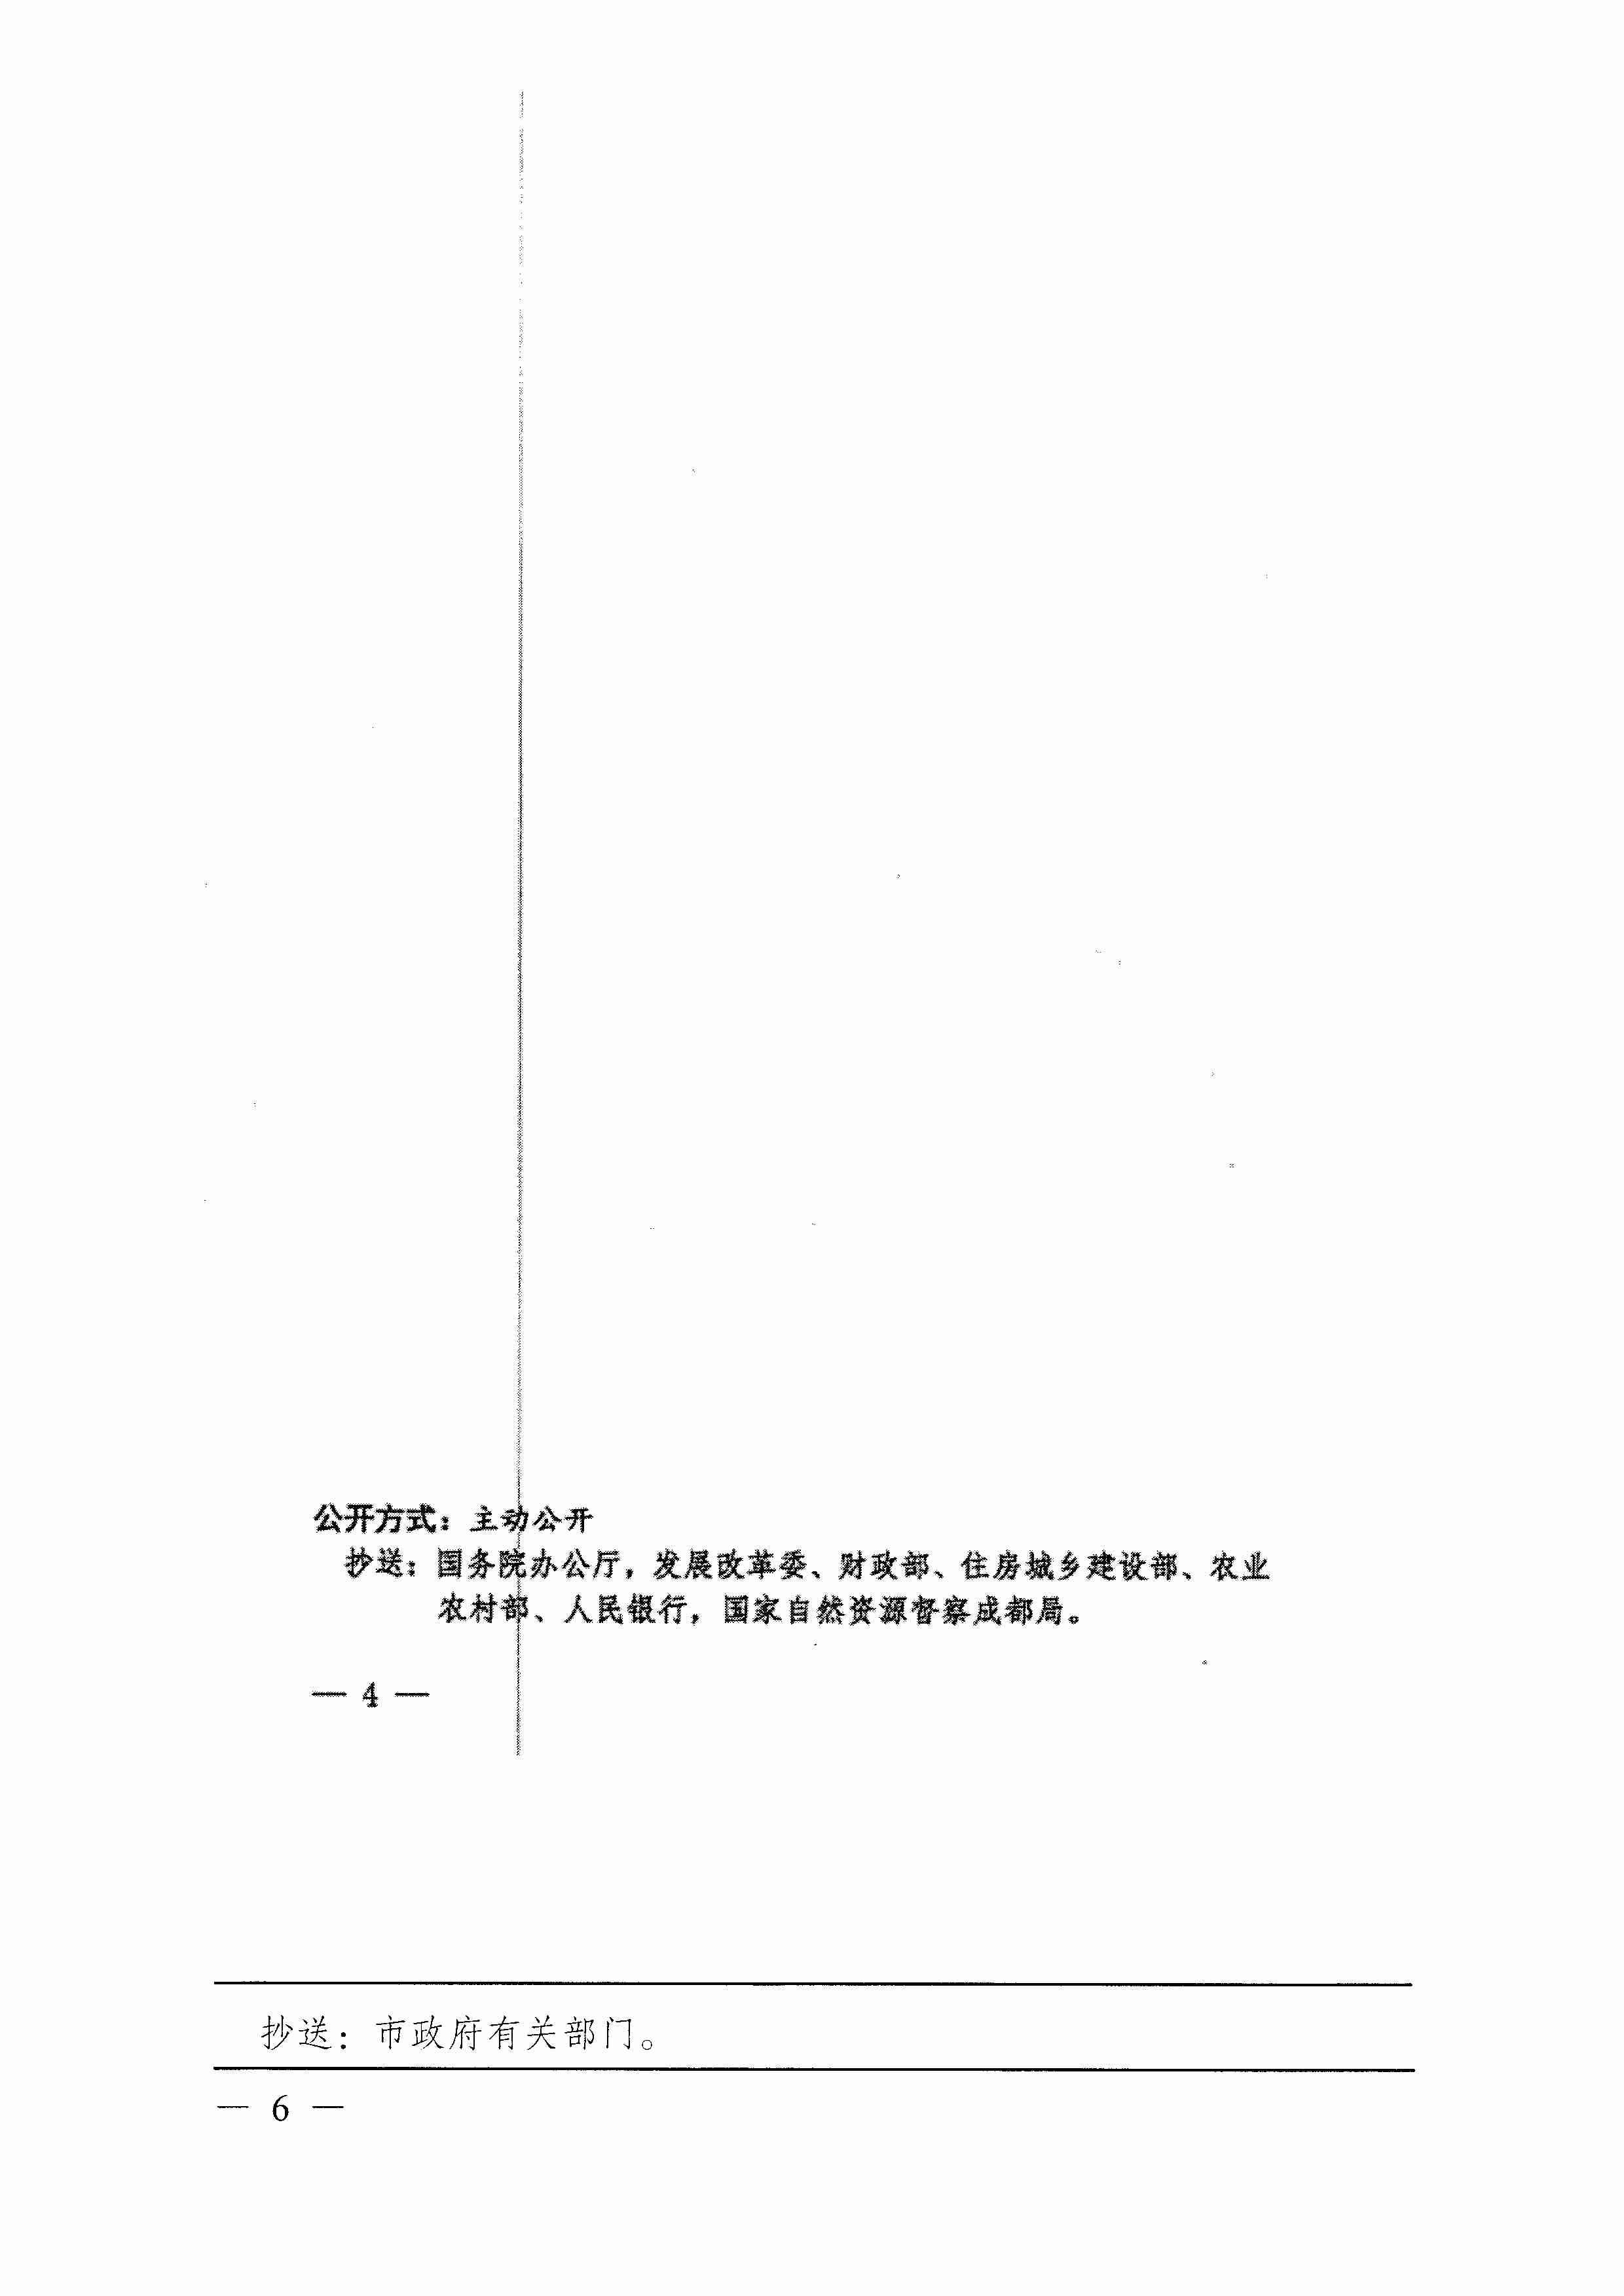 公开方式：主动公开
抄送：国务院办公厅，发展改革委、财政部、住房城乡建设部、农业
农村部、人民银行，国家自然资源督察成都局。
— 4 —
抄送：市政府有关部门。
— 6 —